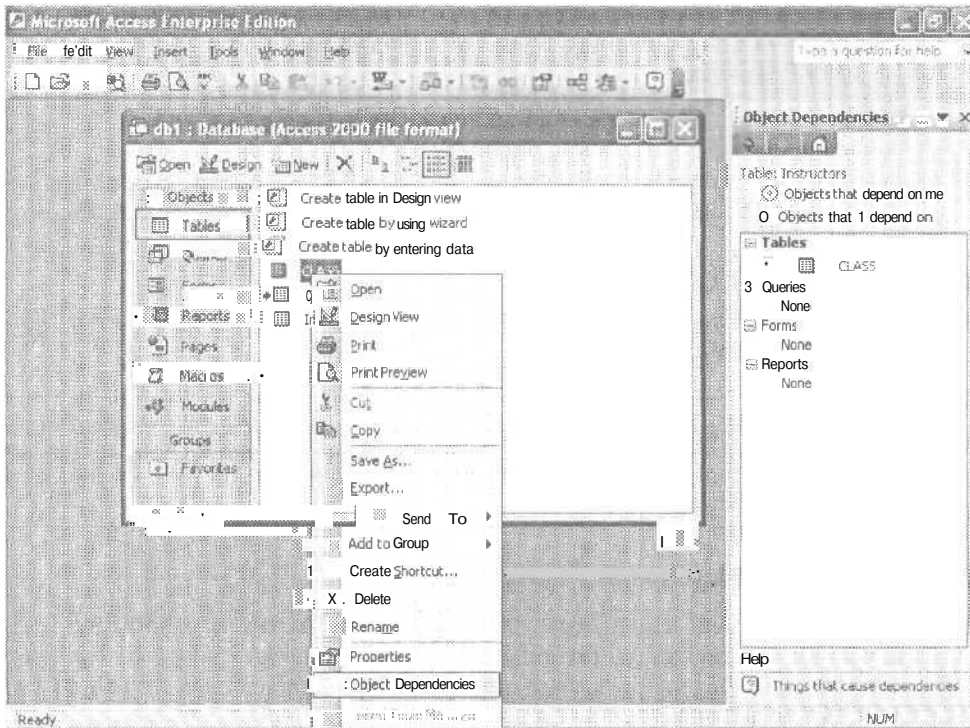 Microsoft Access Enterprise Edition
File fe'dit View Insert Tools Window Help
Type a question for help
db1 : Database (Access 2000 file format)
Open Design New
Objects
Tables
Reports
Pages
Macros
Modules
Groups
Favorites
Create table in Design view
Create table by using wizard
Create table by entering data
CLASS
Open
Design View
Print
Print Preview
Cut
Copy
Save As...
Export...
Send To
Add to Group
Create Shortcut...
X . Delete
Rename
Properties
: Object Dependencies
Object Dependencies
Table: Instructors
Objects that depend on me
O Objects that 1 depend on
Tables
CLASS
3 Queries
None
Forms
None
Reports
None
Help
Things that cause dependencies
Ready
NUM